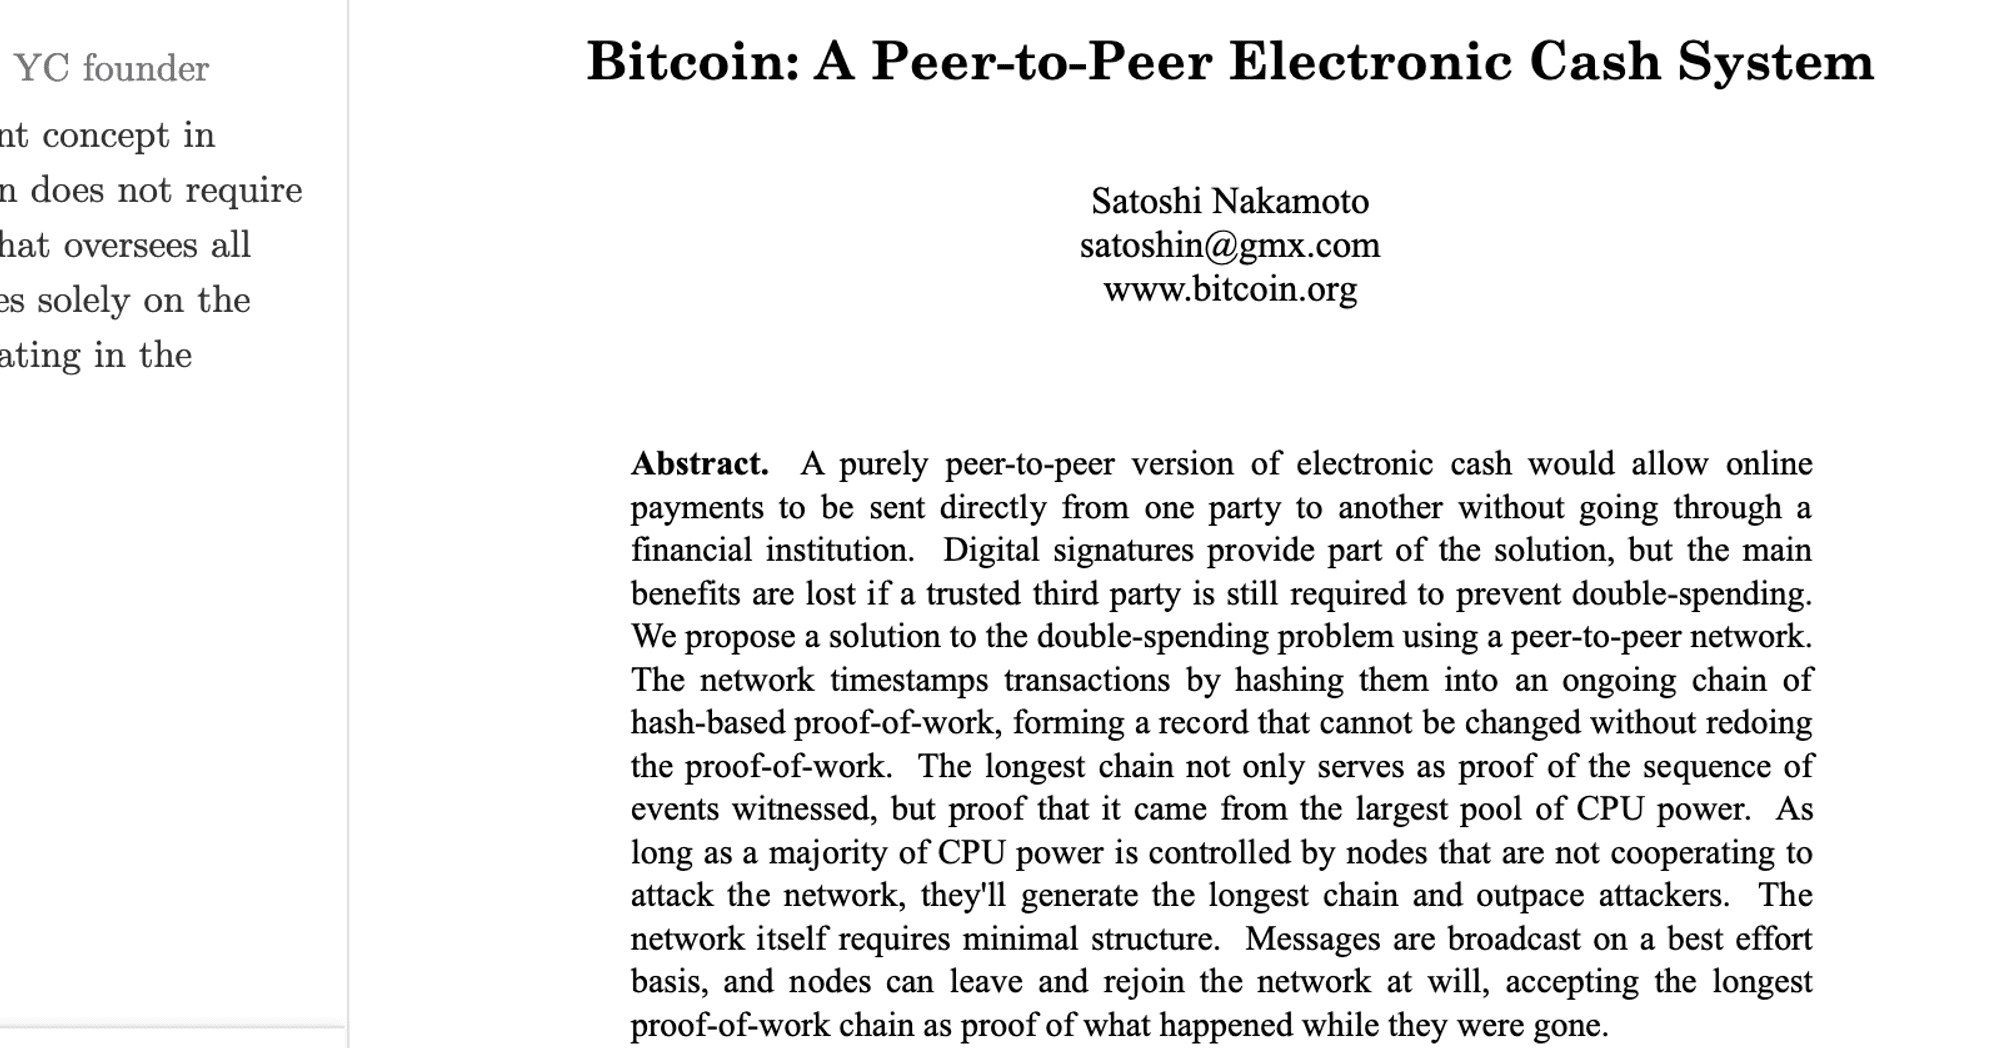 YC founder
concept in
does not require
oversees all
solely on the
in the
Bitcoin: A Peer-to-Peer Electronic Cash System
Satoshi Nakamoto
satoshin@gmx.com
www.bitcoin.org
Abstract. A purely peer-to-peer version of electronic cash would allow online
payments to be sent directly from one party to another without going through a
financial institution. Digital signatures provide part of the solution, but the main
benefits are lost if a trusted third party is still required to prevent double-spending.
We propose a solution to the double-spending problem using a peer-to-peer network.
The network timestamps transactions by hashing them into an ongoing chain of
hash-based proof-of-work, forming a record that cannot be changed without redoing
the proof-of-work. The longest chain not only serves as proof of the sequence of
events witnessed, but proof that it came from the largest pool of CPU power. As
long as a majority of CPU power is controlled by nodes that are not cooperating to
attack the network, they'll generate the longest chain and outpace attackers. The
network itself requires minimal structure. Messages are broadcast on a best effort
basis, and nodes can leave and rejoin the network at will, accepting the longest
proof-of-work chain as proof of what happened while they were gone.